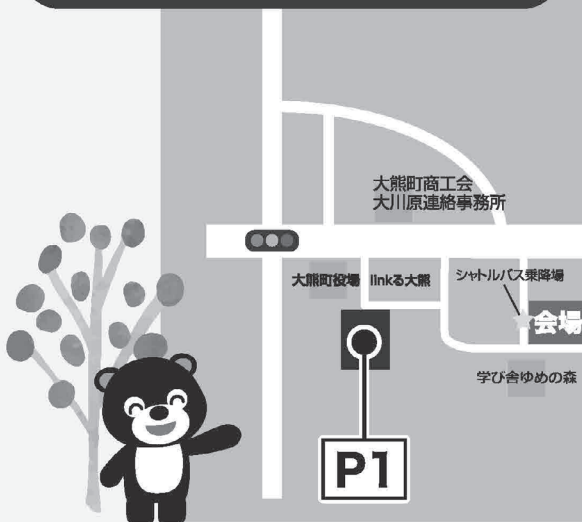 大熊町商工会
大川原連絡事務所
大熊町役場
linkる大熊
シャトルバス乗降場
会場
学び舎ゆめの森
P1